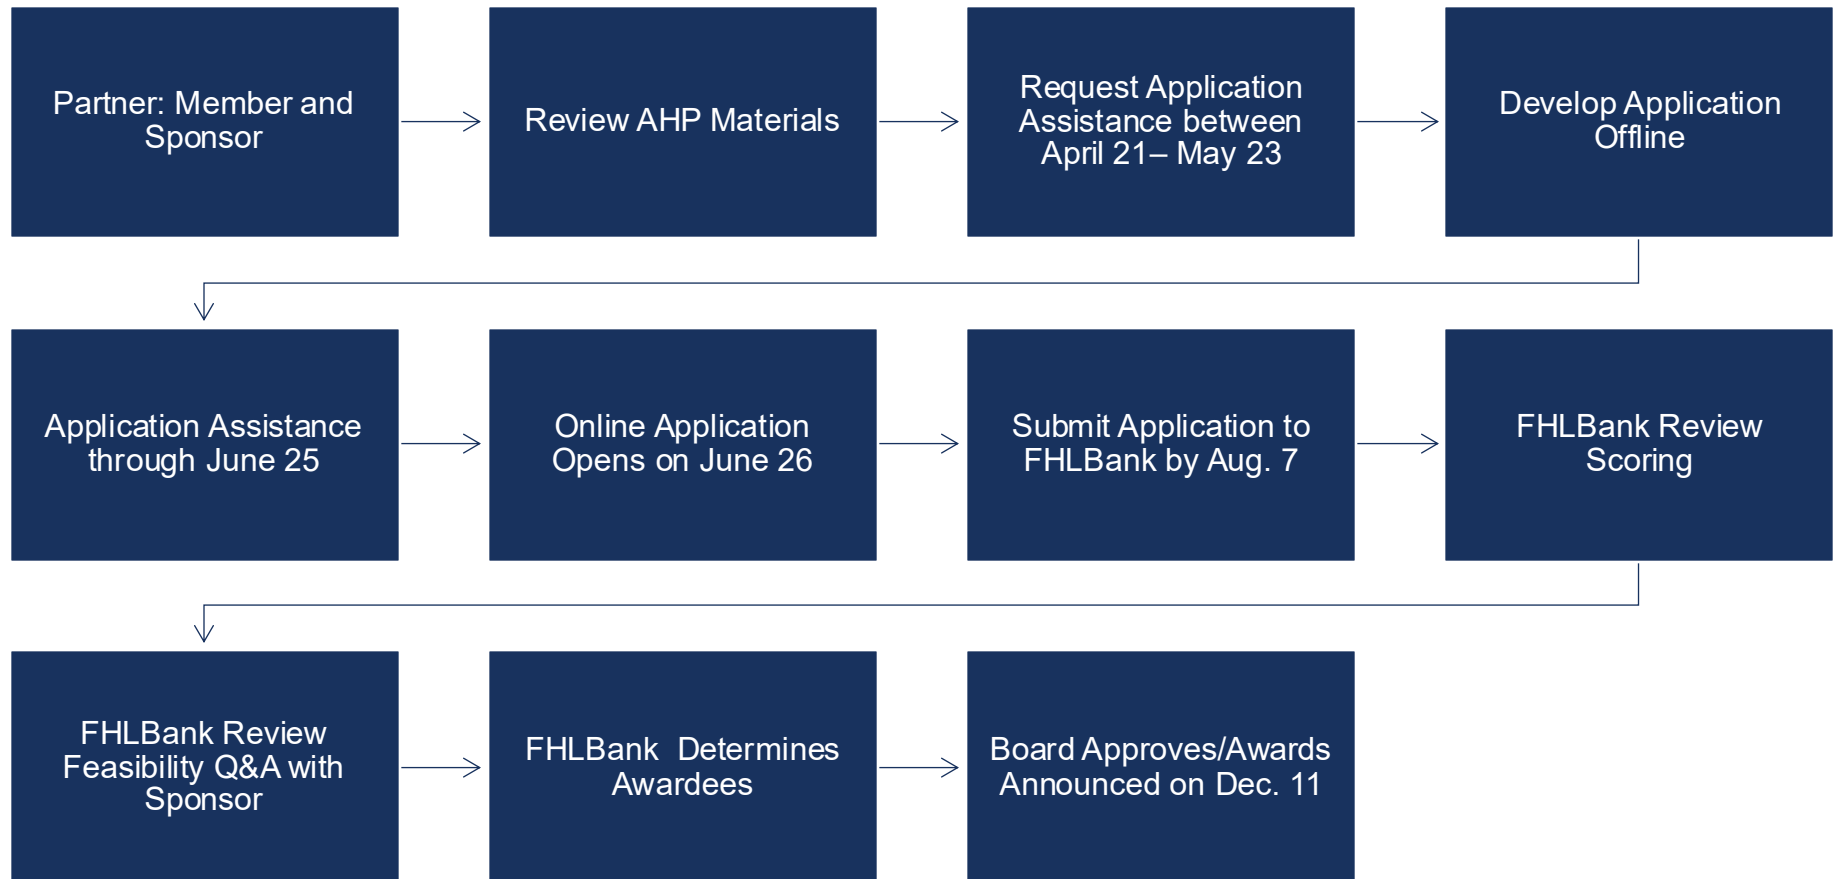 Partner: Member and
Sponsor
Review AHP Materials
Request Application
Assistance between
April 21– May 23
Develop Application
Offline
Application Assistance
through June 25
Online Application
Opens on June 26
Submit Application to
FHLBank by Aug. 7
FHLBank Review
Scoring
FHLBank Review
Feasibility Q&A with
Sponsor
FHLBank  Determines
Awardees
Board Approves/Awards
Announced on Dec. 11